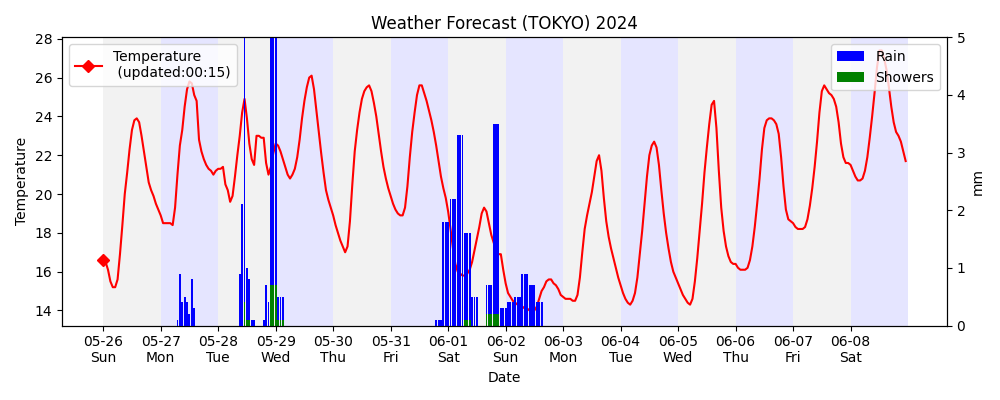 Weather Forecast (TOKYO) 2024
Temperature
(updated:00:15)
Rain
Showers
28
26
24
22
20
18
16
14
Temperature
5
4
3
2
1
0
mm
05-26 05-27 05-28 05-29 05-30 05-31 06-01 06-02 06-03 06-04 06-05 06-06 06-07 06-08
Sun Mon Tue Wed Thu Fri Sat Sun Mon Tue Wed Thu Fri Sat
Date